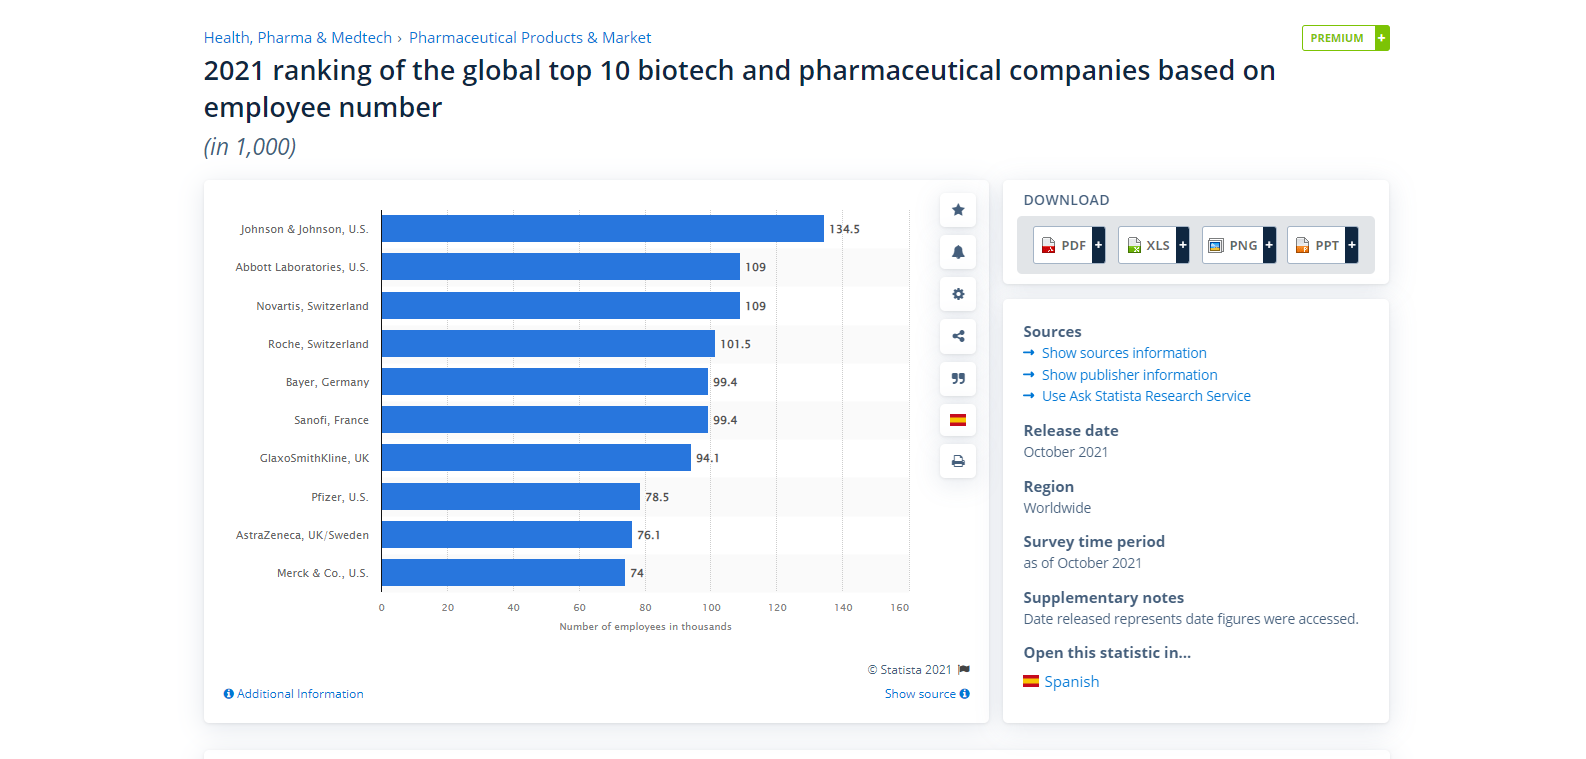 Health, Pharma & Medtech › Pharmaceutical Products & Market
PREMIUM +
2021 ranking of the global top 10 biotech and pharmaceutical companies based on
employee number
(in 1,000)
Johnson & Johnson, U.S. 134.5
Abbott Laboratories, U.S. 109
Novartis, Switzerland 109
Roche, Switzerland 101.5
Bayer, Germany 99.4
Sanofi, France 99.4
GlaxoSmithKline, UK 94.1
Pfizer, U.S. 78.5
AstraZeneca, UK/Sweden 76.1
Merck & Co., U.S. 74
0 20 40 60 80 100 120 140 160
Number of employees in thousands
© Statista 2021
Additional Information
Show source
DOWNLOAD
PDF + XLS + PNG + PPT +
Sources
Show sources information
Show publisher information
Use Ask Statista Research Service
Release date
October 2021
Region
Worldwide
Survey time period
as of October 2021
Supplementary notes
Date released represents date figures were accessed.
Open this statistic in...
Spanish